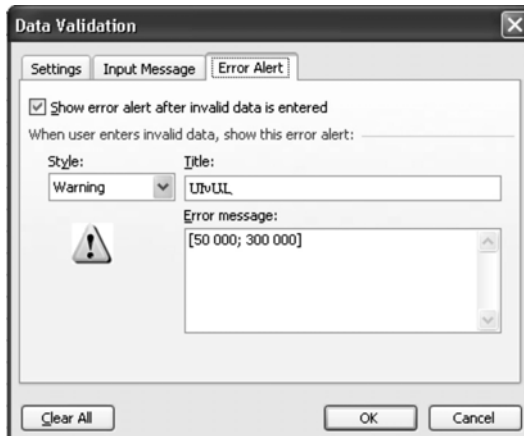 Data Validation
Settings Input Message Error Alert
Show error alert after invalid data is entered
When user enters invalid data, show this error alert:
Style: Title:
Warning ՍԽԱԼ
Error message:
[50 000; 300 000]
Clear All OK Cancel